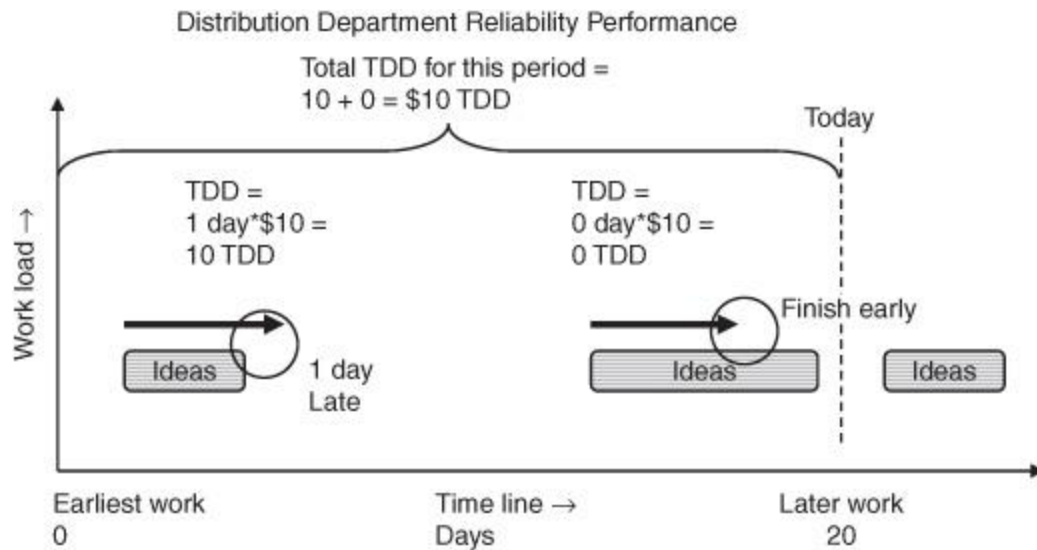 Distribution Department Reliability Performance
Total TDD for this period =
10 + 0 = $10 TDD
Today
TDD =
1 day*$10 =
10 TDD
TDD =
0 day*$10 =
0 TDD
Work load →
Finish early
Ideas
1 day
Late
Ideas
Ideas
Earliest work
0
Time line →
Days
Later work
20